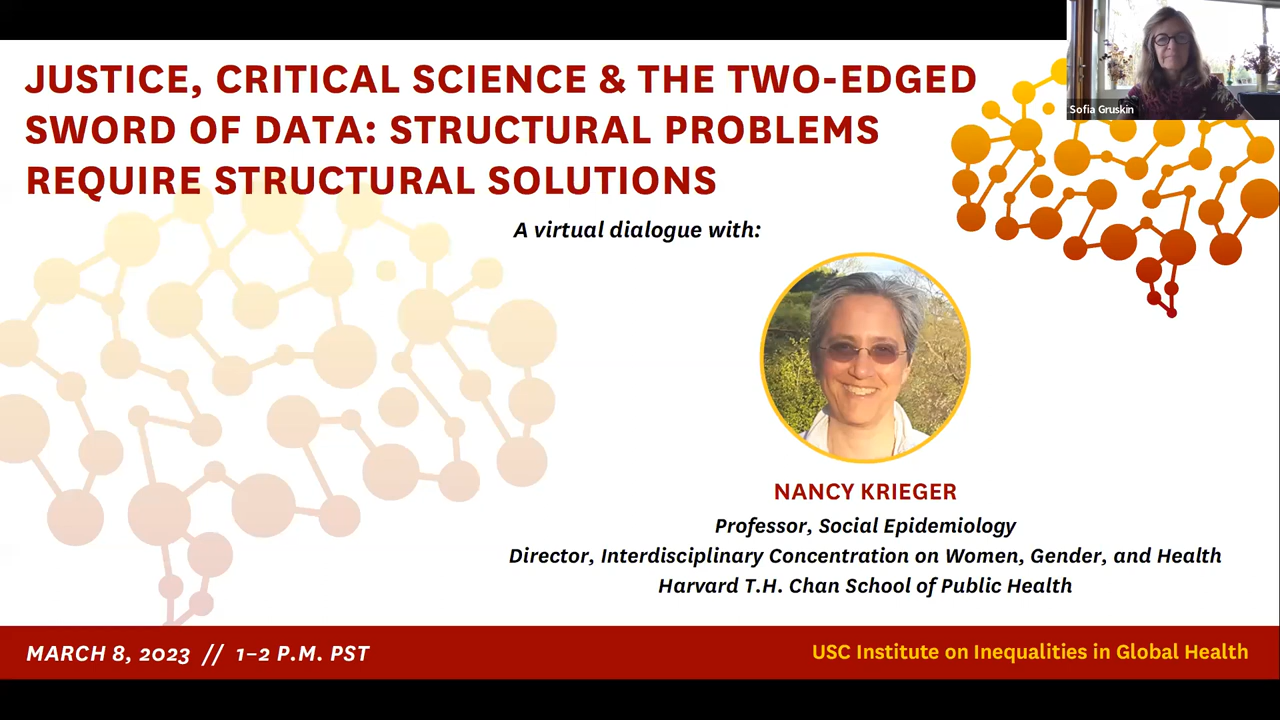 JUSTICE, CRITICAL SCIENCE & THE TWO-EDGED
SWORD OF DATA: STRUCTURAL PROBLEMS
REQUIRE STRUCTURAL SOLUTIONS
Sofia Gruskin
A virtual dialogue with:
NANCY KRIEGER
Professor, Social Epidemiology
Director, Interdisciplinary Concentration on Women, Gender, and Health
Harvard T.H. Chan School of Public Health
MARCH 8, 2023 // 1–2 P.M. PST
USC Institute on Inequalities in Global Health